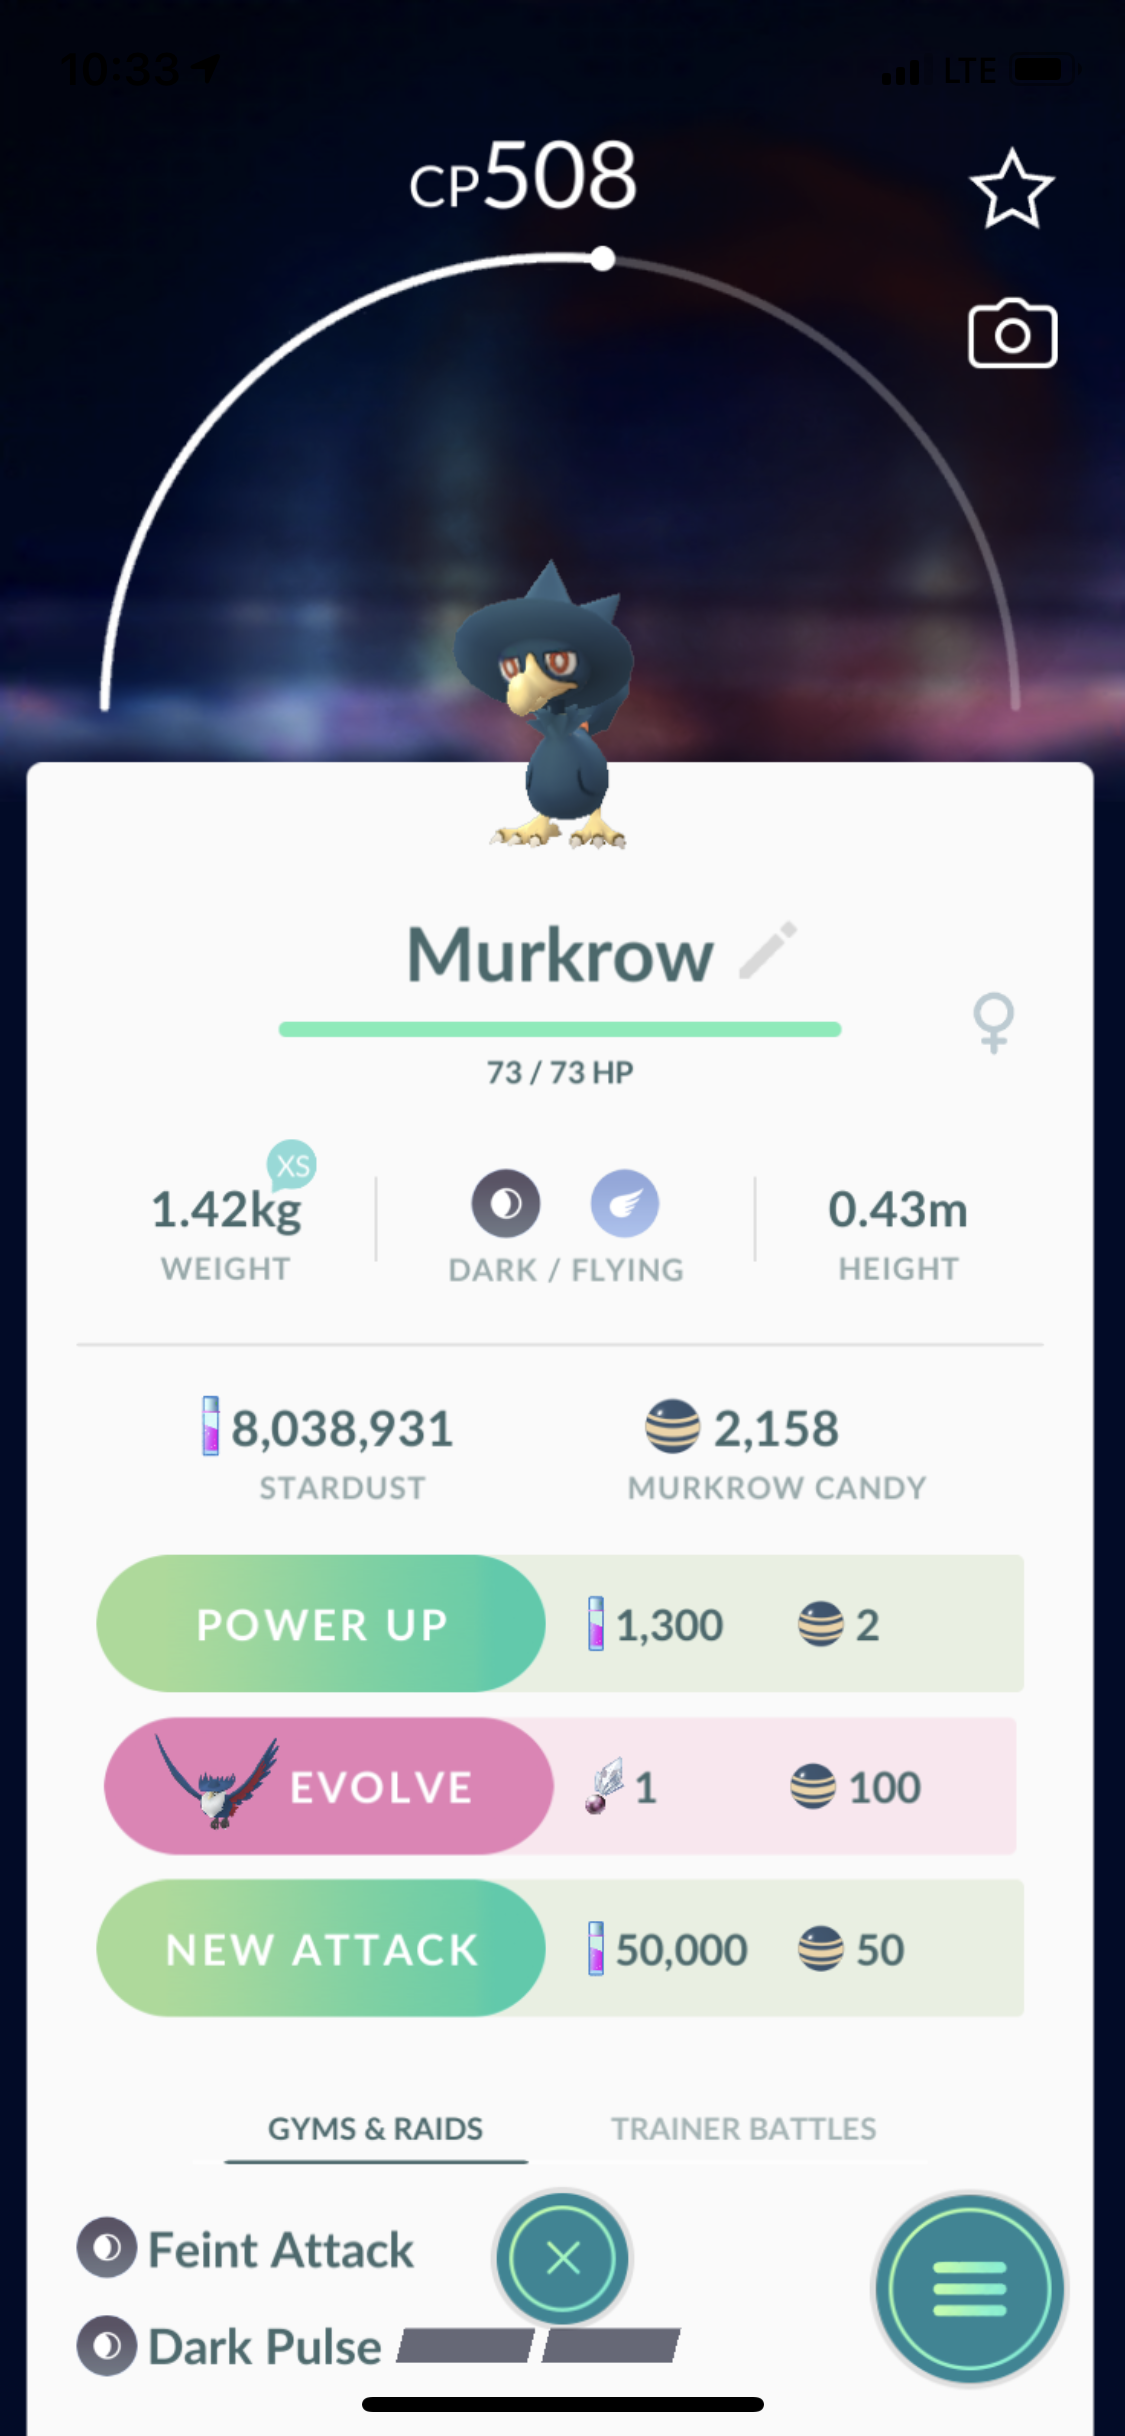 10:33 LTE
CP508
Murkrow
73 / 73 HP
XS
1.42kg
WEIGHT
DARK / FLYING
0.43m
HEIGHT
8,038,931
STARDUST
2,158
MURKROW CANDY
POWER UP 1,300 2
EVOLVE 1 100
NEW ATTACK 50,000 50
GYMS & RAIDS TRAINER BATTLES
Feint Attack
Dark Pulse